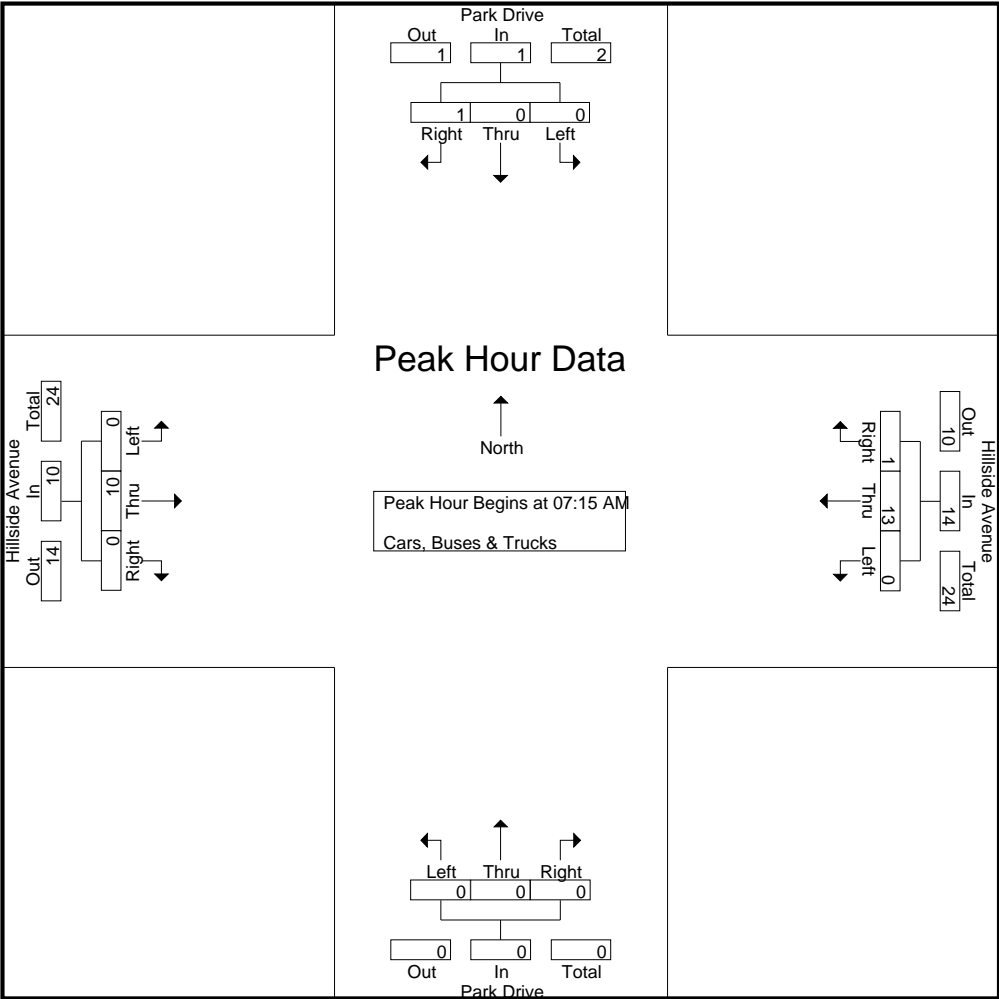 Park Drive
Out In Total
1 1 2
1 0 0
Right Thru Left
Peak Hour Data
North
Peak Hour Begins at 07:15 AM
Cars, Buses & Trucks
Hillside Avenue
Out In Total
14 10 24
Right Thru Left
0 10 0
Hillside Avenue
Out In Total
10 14 24
Right Thru Left
1 13 0
Left Thru Right
0 0 0
0 0 0
Out In Total
Park Drive